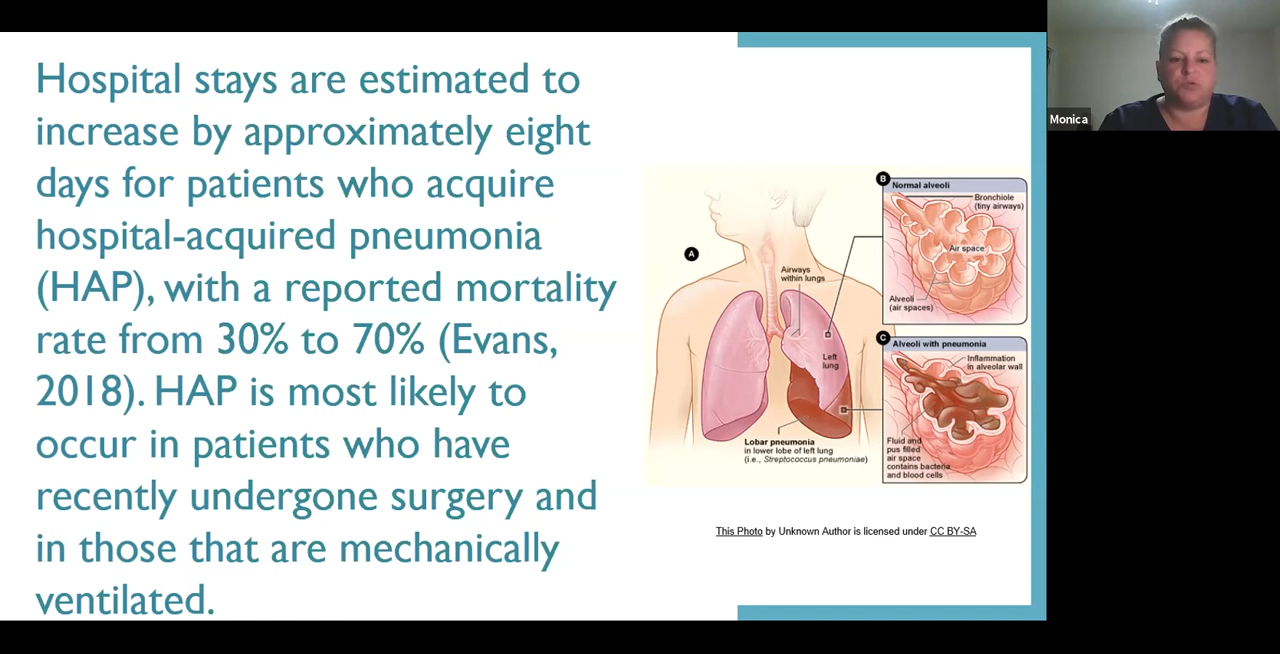 Hospital stays are estimated to
increase by approximately eight
days for patients who acquire
hospital-acquired pneumonia
(HAP), with a reported mortality
rate from 30% to 70% (Evans,
2018). HAP is most likely to
occur in patients who have
recently undergone surgery and
in those that are mechanically
ventilated.
A
Airways
within lungs
Left
lung
Lobar pneumonia
in lower lobe of left lung
(i.e., Streptococcus pneumoniae)
B
Normal alveoli
Bronchiole
(tiny airways)
Air space
Alveoli
(air spaces)
C
Alveoli with pneumonia
Inflammation
in alveolar wall
Fluid and
pus filled
air space
contains bacteria
and blood cells
This Photo by Unknown Author is licensed under CC BY-SA
Monica